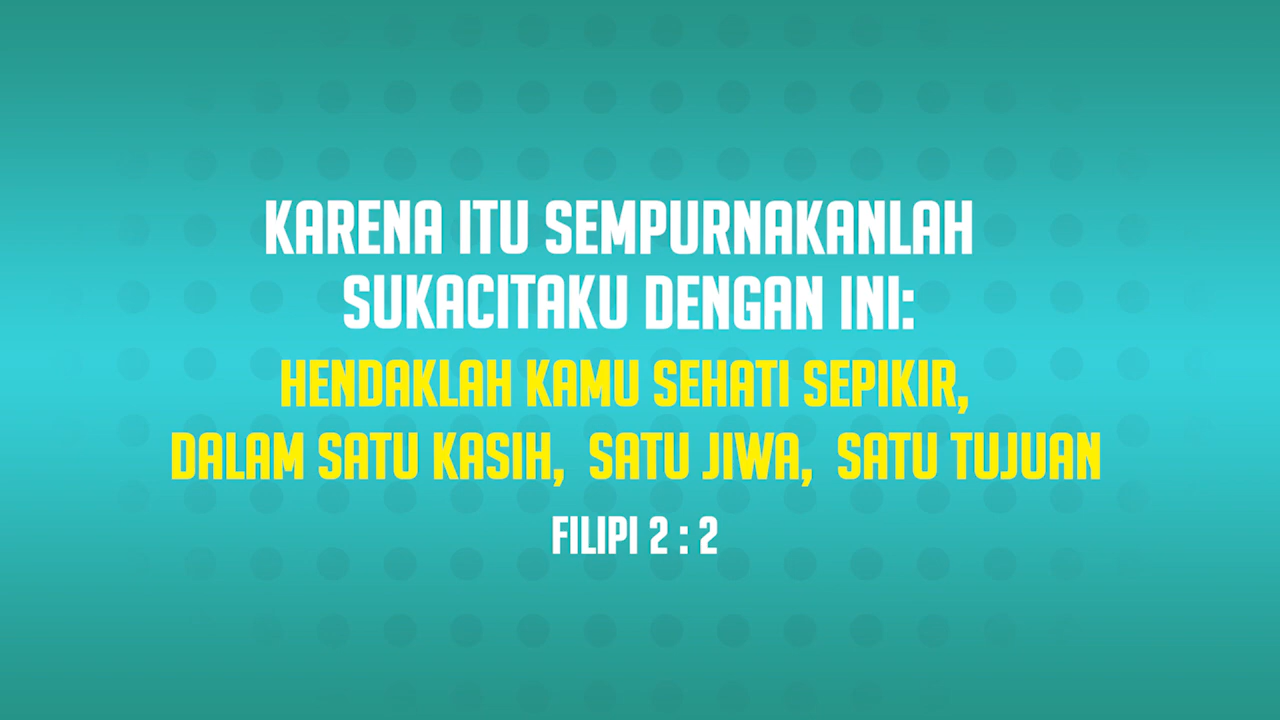 KARENA ITU SEMPURNAKANLAH
SUKACITAKU DENGAN INI:
HENDAKLAH KAMU SEHATI SEPIKIR,
DALAM SATU KASIH, SATU JIWA, SATU TUJUAN
FILIPI 2 : 2